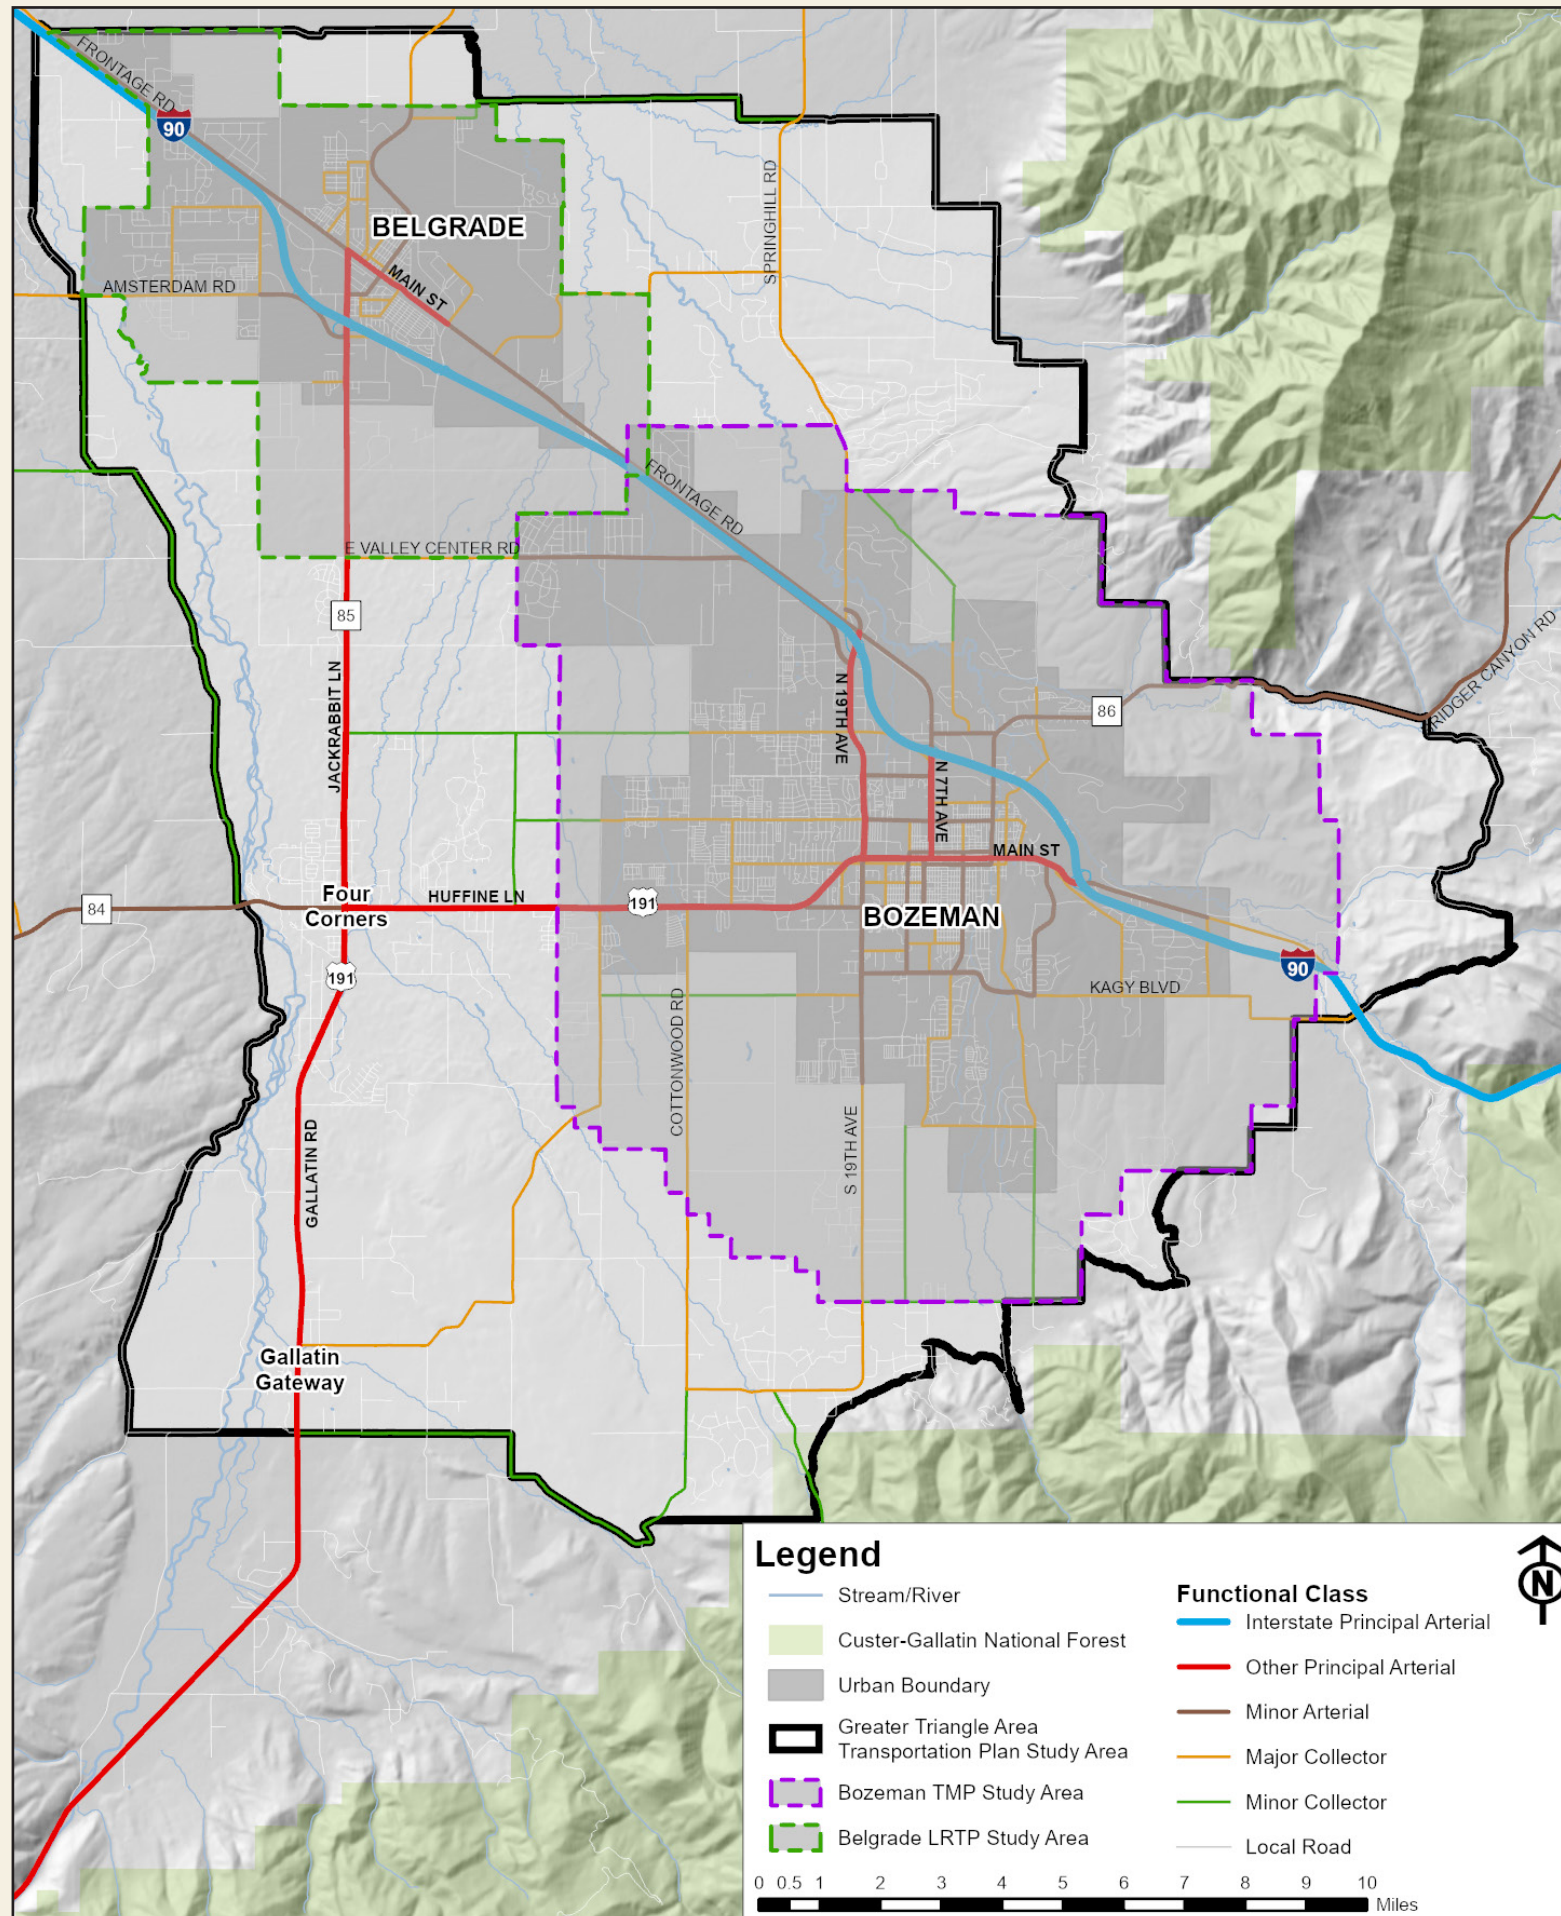 FRONTAGE RD
90
BELGRADE
SPRINGHILL RD
AMSTERDAM RD
MAIN ST
FRONTAGE RD
E VALLEY CENTER RD
85
JACKRABBIT LN
N 19TH AVE
86
RIDGER CANYON RD
N 7TH AVE
MAIN ST
Four
Corners
HUFFINE LN
191
84
BOZEMAN
191
90
KAGY BLVD
COTTONWOOD RD
S 19TH AVE
GALLATIN RD
Gallatin
Gateway
Legend
Stream/River
Custer-Gallatin National Forest
Urban Boundary
Greater Triangle Area
Transportation Plan Study Area
Bozeman TMP Study Area
Belgrade LRTP Study Area
Functional Class
Interstate Principal Arterial
Other Principal Arterial
Minor Arterial
Major Collector
Minor Collector
Local Road
N
0 0.5 1 2 3 4 5 6 7 8 9 10
Miles